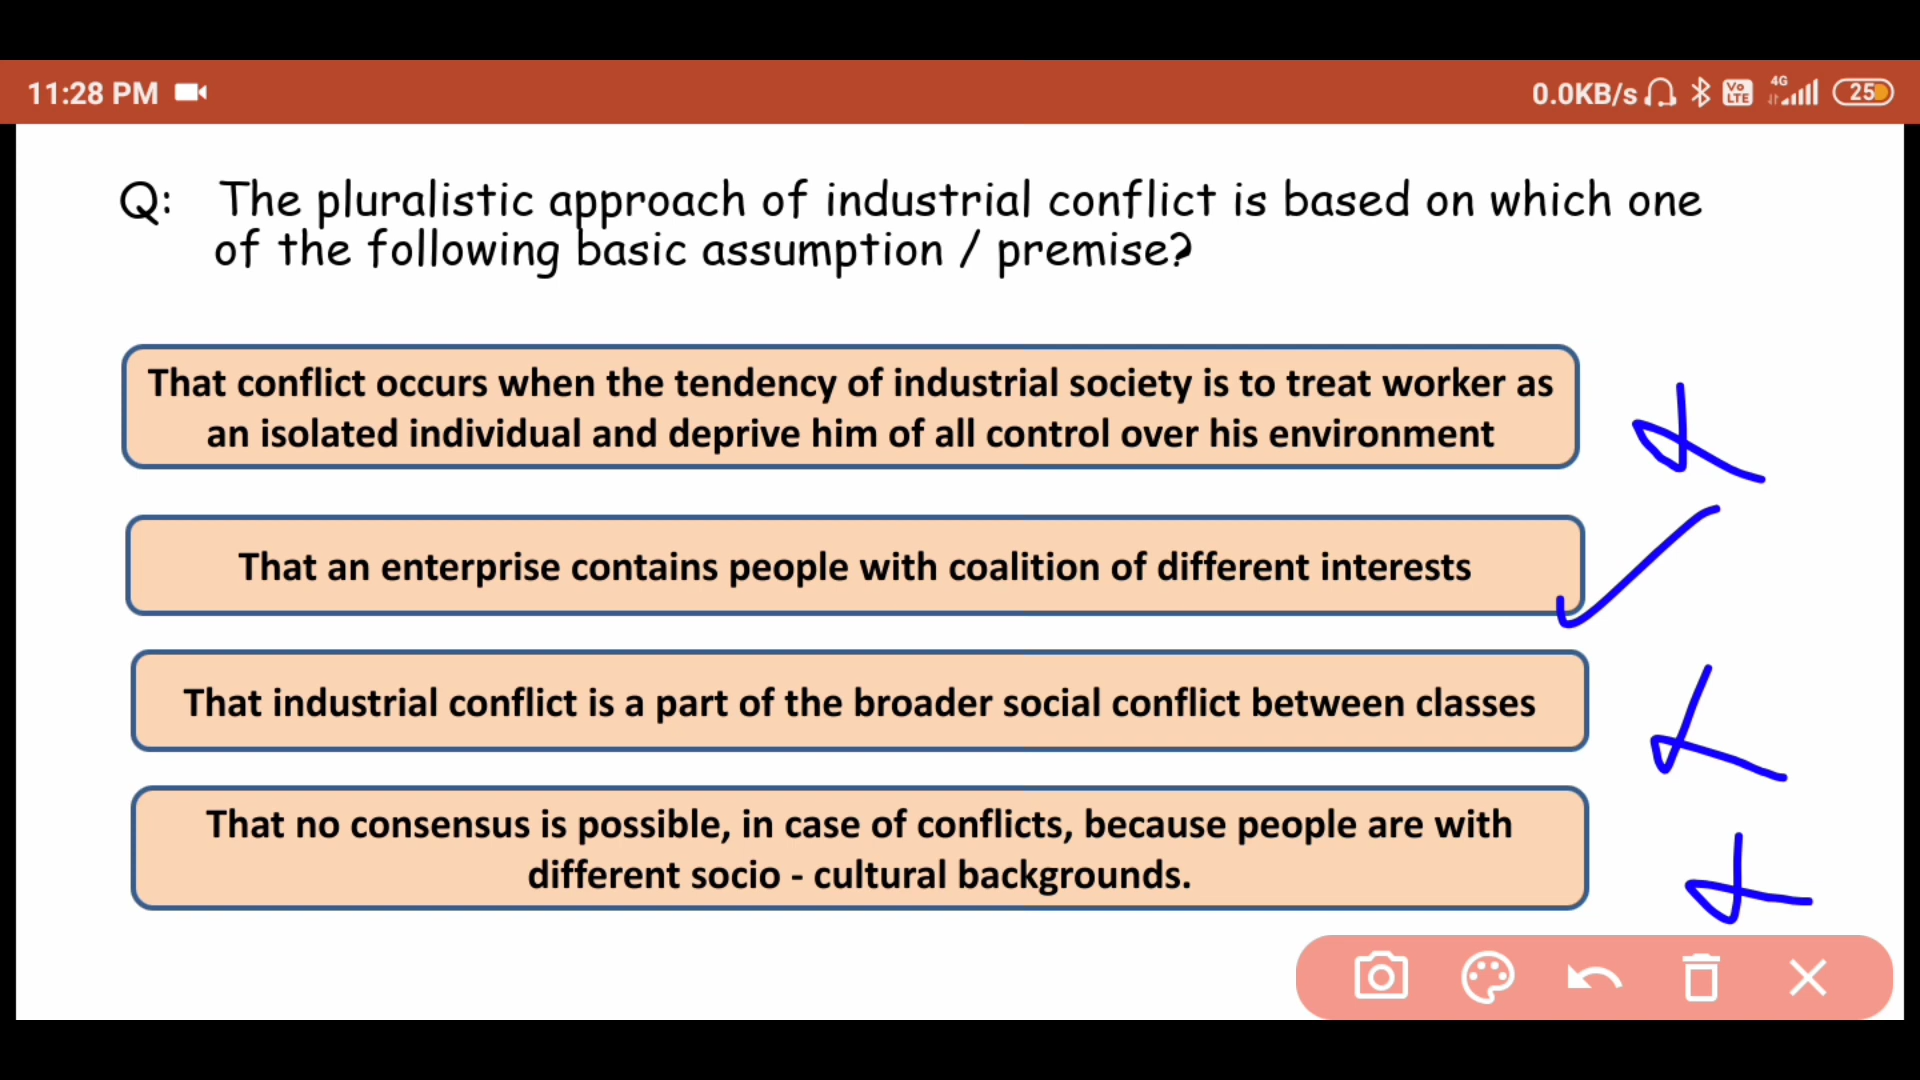 11:28 PM
0.0KB/s Vo LTE 4G 25
Q: The pluralistic approach of industrial conflict is based on which one
of the following basic assumption / premise?
That conflict occurs when the tendency of industrial society is to treat worker as
an isolated individual and deprive him of all control over his environment
That an enterprise contains people with coalition of different interests
That industrial conflict is a part of the broader social conflict between classes
That no consensus is possible, in case of conflicts, because people are with
different socio - cultural backgrounds.